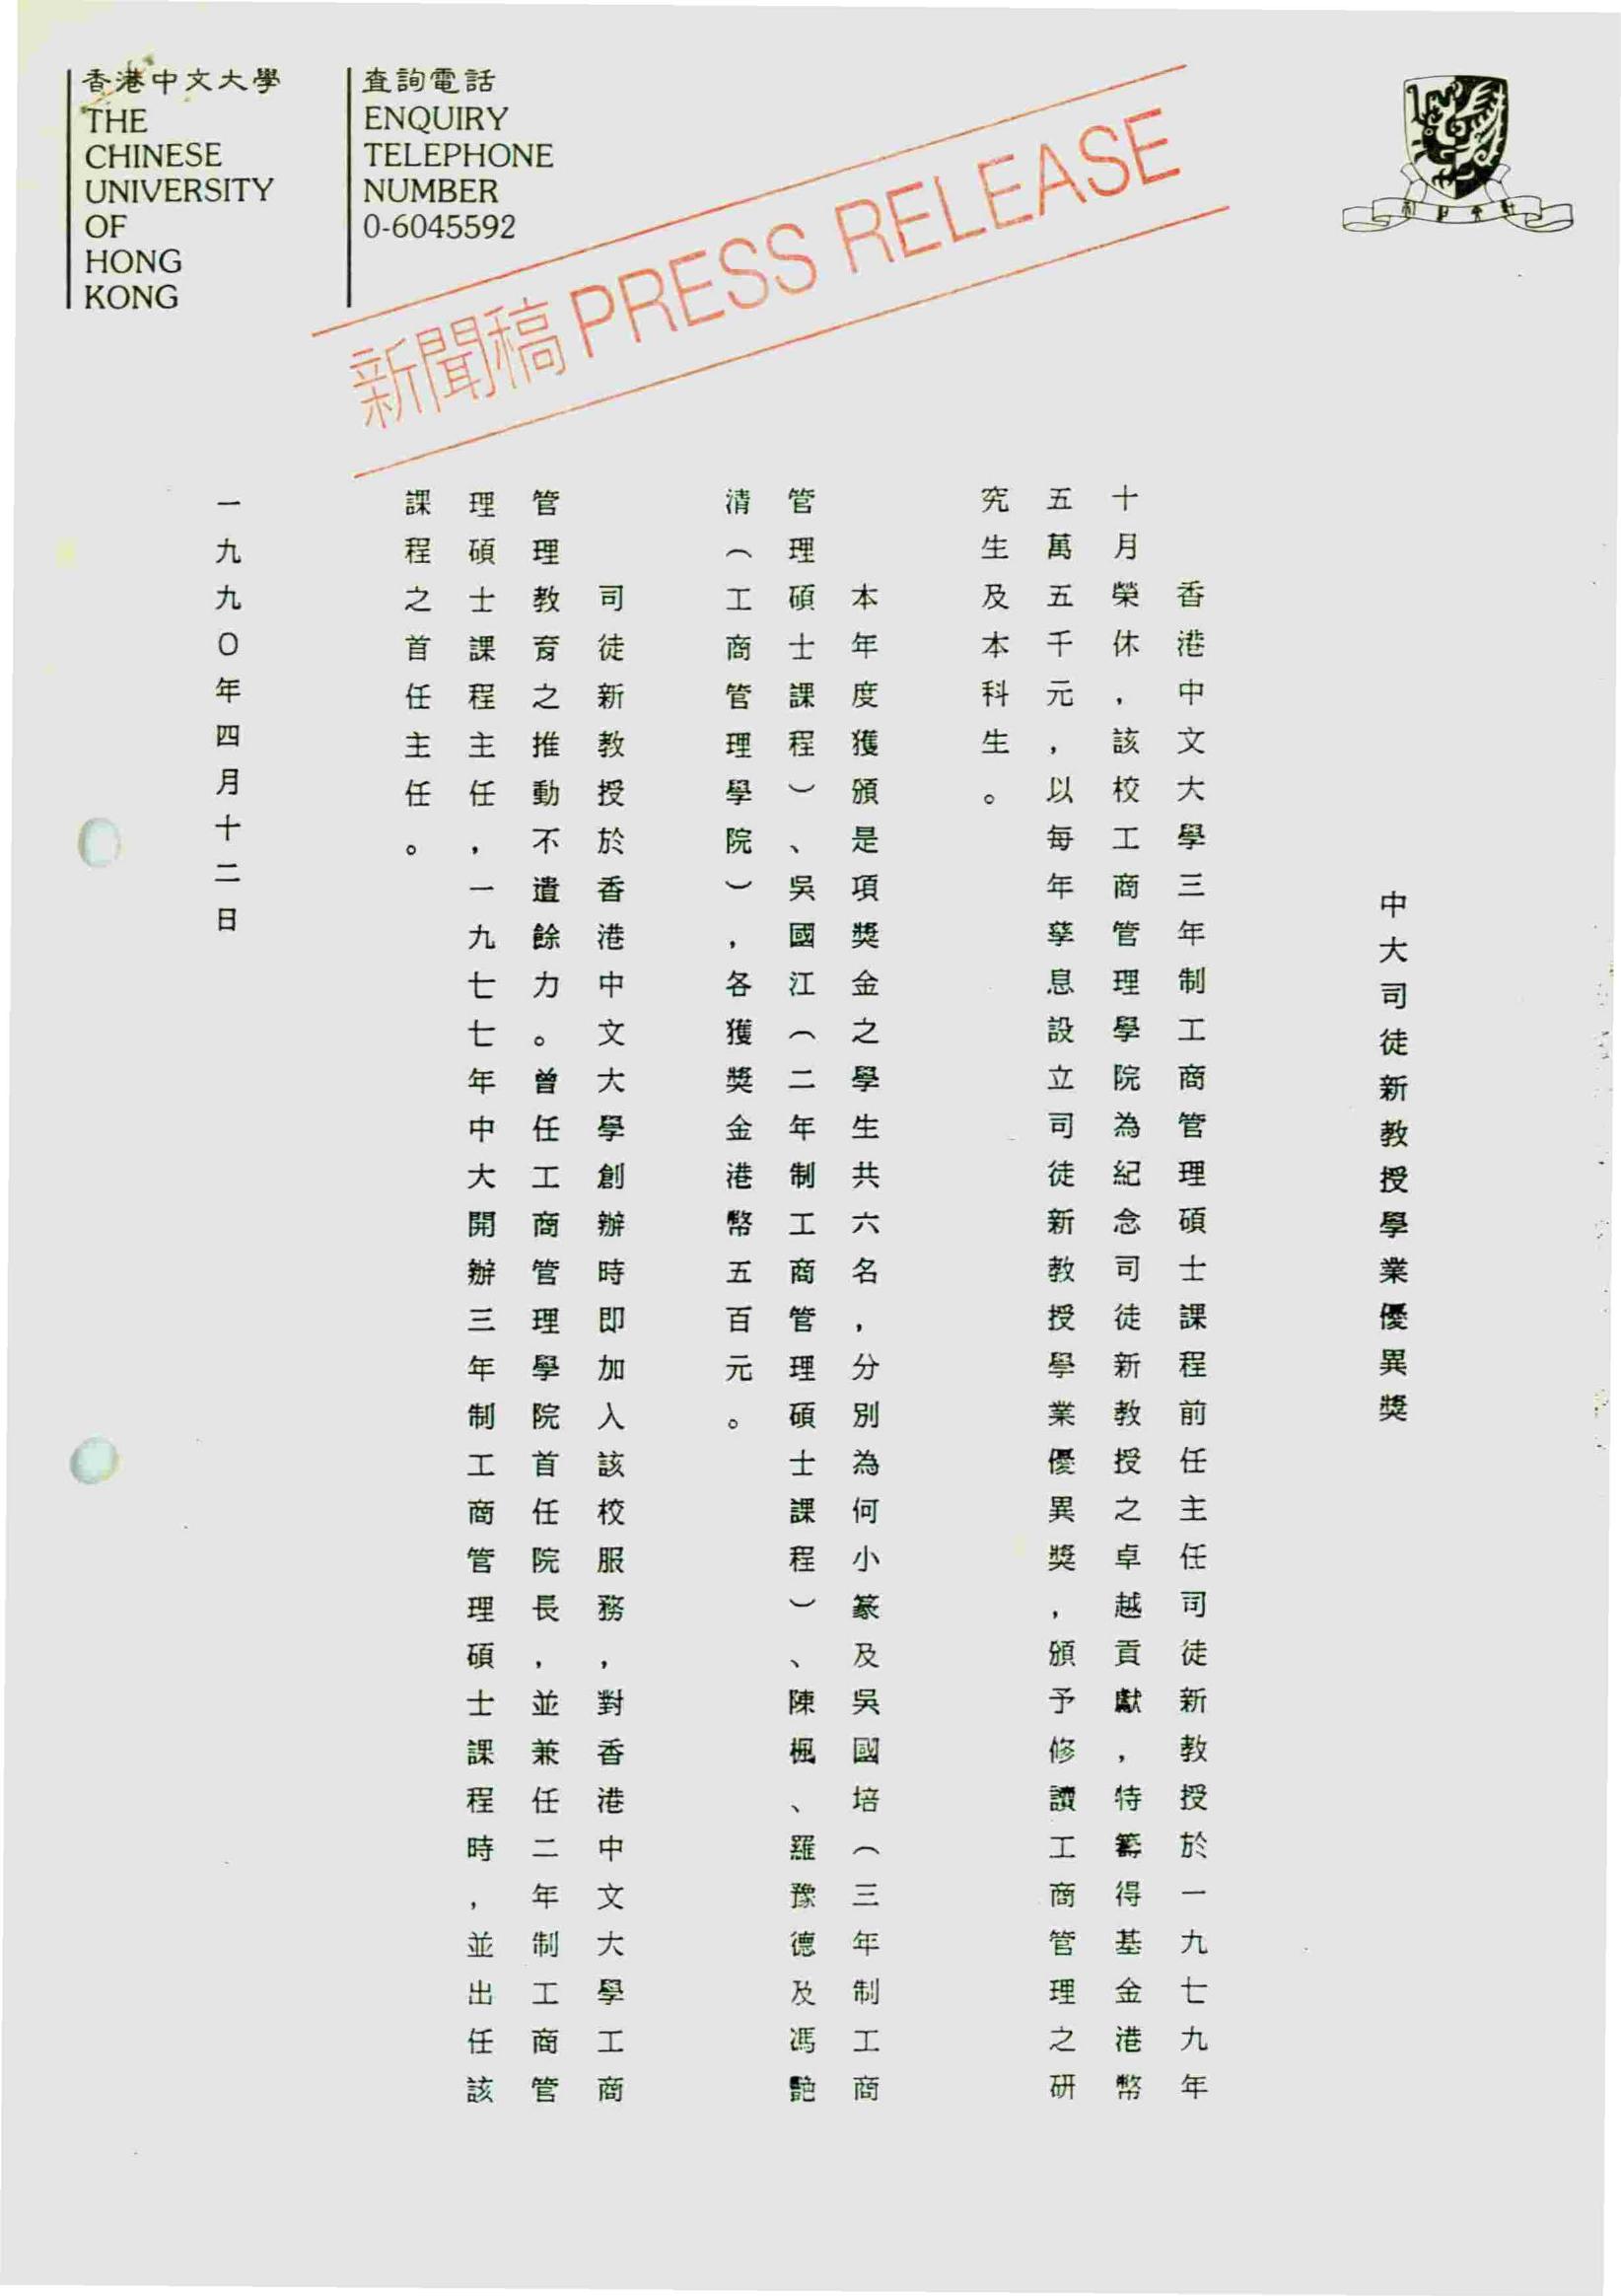 香港中文大學
THE
CHINESE
UNIVERSITY
OF
HONG
KONG
查詢電話
ENQUIRY
TELEPHONE
NUMBER
0-6045592
新聞稿 PRESS RELEASE
中大司徒新教授學業優異獎
香港中文大學三年制工商管理碩士課程前任主任司徒新教授於一九七九年
十月榮休，該校工商管理學院為紀念司徒新教授之卓越貢獻，特籌得基金港幣
五萬五千元，以每年孳息設立司徒新教授學業優異獎，頒予修讀工商管理之研
究生及本科生。
本年度獲頒是項獎金之學生共六名，分別為何小篆及吳國培（三年制工商
管理碩士課程）、吳國江（二年制工商管理碩士課程）、陳楓、羅豫德及馮艷
清（工商管理學院），各獲獎金港幣五百元。
司徒新教授於香港中文大學創辦時即加入該校服務，對香港中文大學工商
管理教育之推動不遺餘力。曾任工商管理學院首任院長，並兼任二年制工商管
理碩士課程主任，一九七七年中大開辦三年制工商管理碩士課程時，並出任該
課程之首任主任。
一九九〇年四月十二日